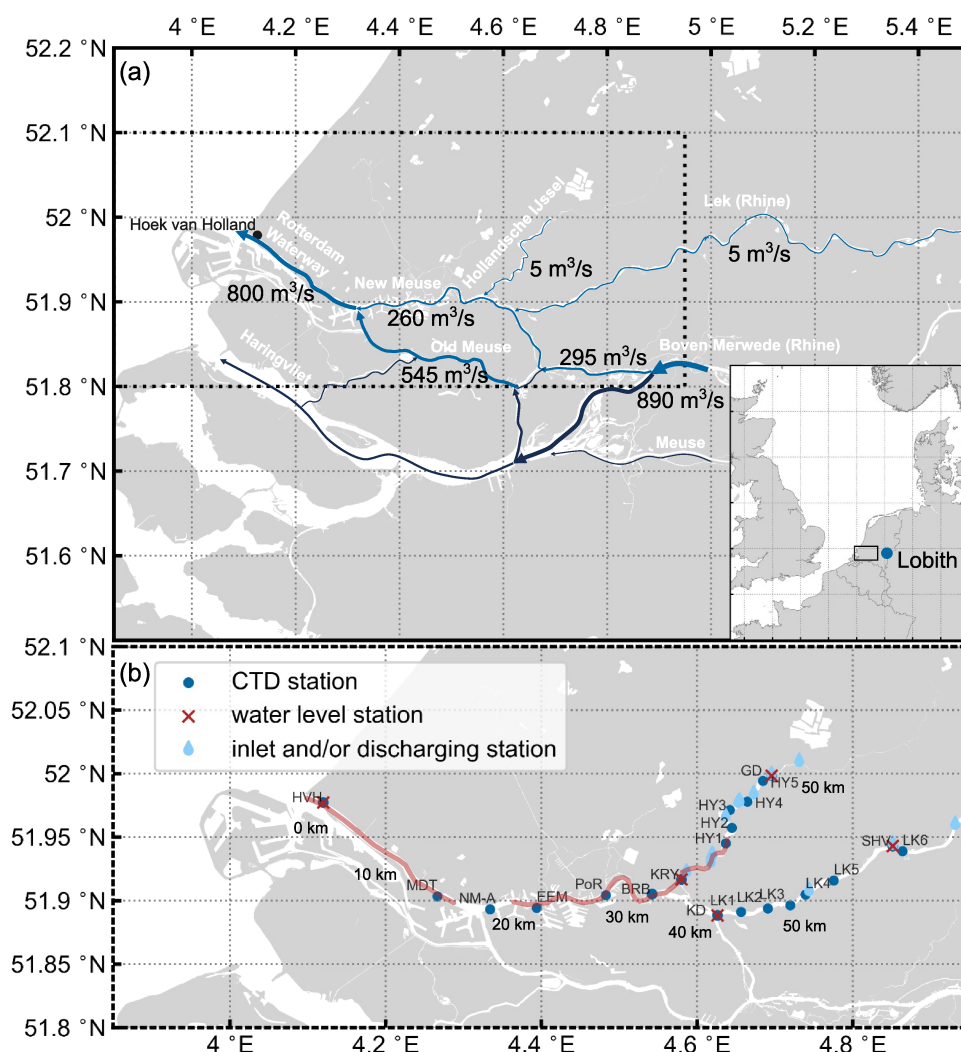 4 °E 4.2 °E 4.4 °E 4.6 °E 4.8 °E 5 °E 5.2 °E 5.4 °E
52.2 °N
(a)
52.1 °N
52 °N
51.9 °N
51.8 °N
51.7 °N
51.6 °N
52.1 °N
Hoek van Holland
Rotterdam
Waterway
Hollandsche IJssel
Lek (Rhine)
5 m³/s
5 m³/s
New Meuse
800 m³/s
260 m³/s
Old Meuse
295 m³/s
Boven Merwede (Rhine)
Haringvliet
545 m³/s
890 m³/s
Meuse
Lobith
(b)
CTD station
water level station
inlet and/or discharging station
52.05 °N
52 °N
51.95 °N
51.9 °N
51.85 °N
51.8 °N
HVH
0 km
10 km
MDT
NM-A
20 km
EEM
PoR
30 km
BRB
KRY
HY1
HY2
HY3
HY4
HY5
GD
50 km
KD
40 km
LK1
LK2
LK3
50 km
LK4
LK5
SHV
LK6
4 °E 4.2 °E 4.4 °E 4.6 °E 4.8 °E